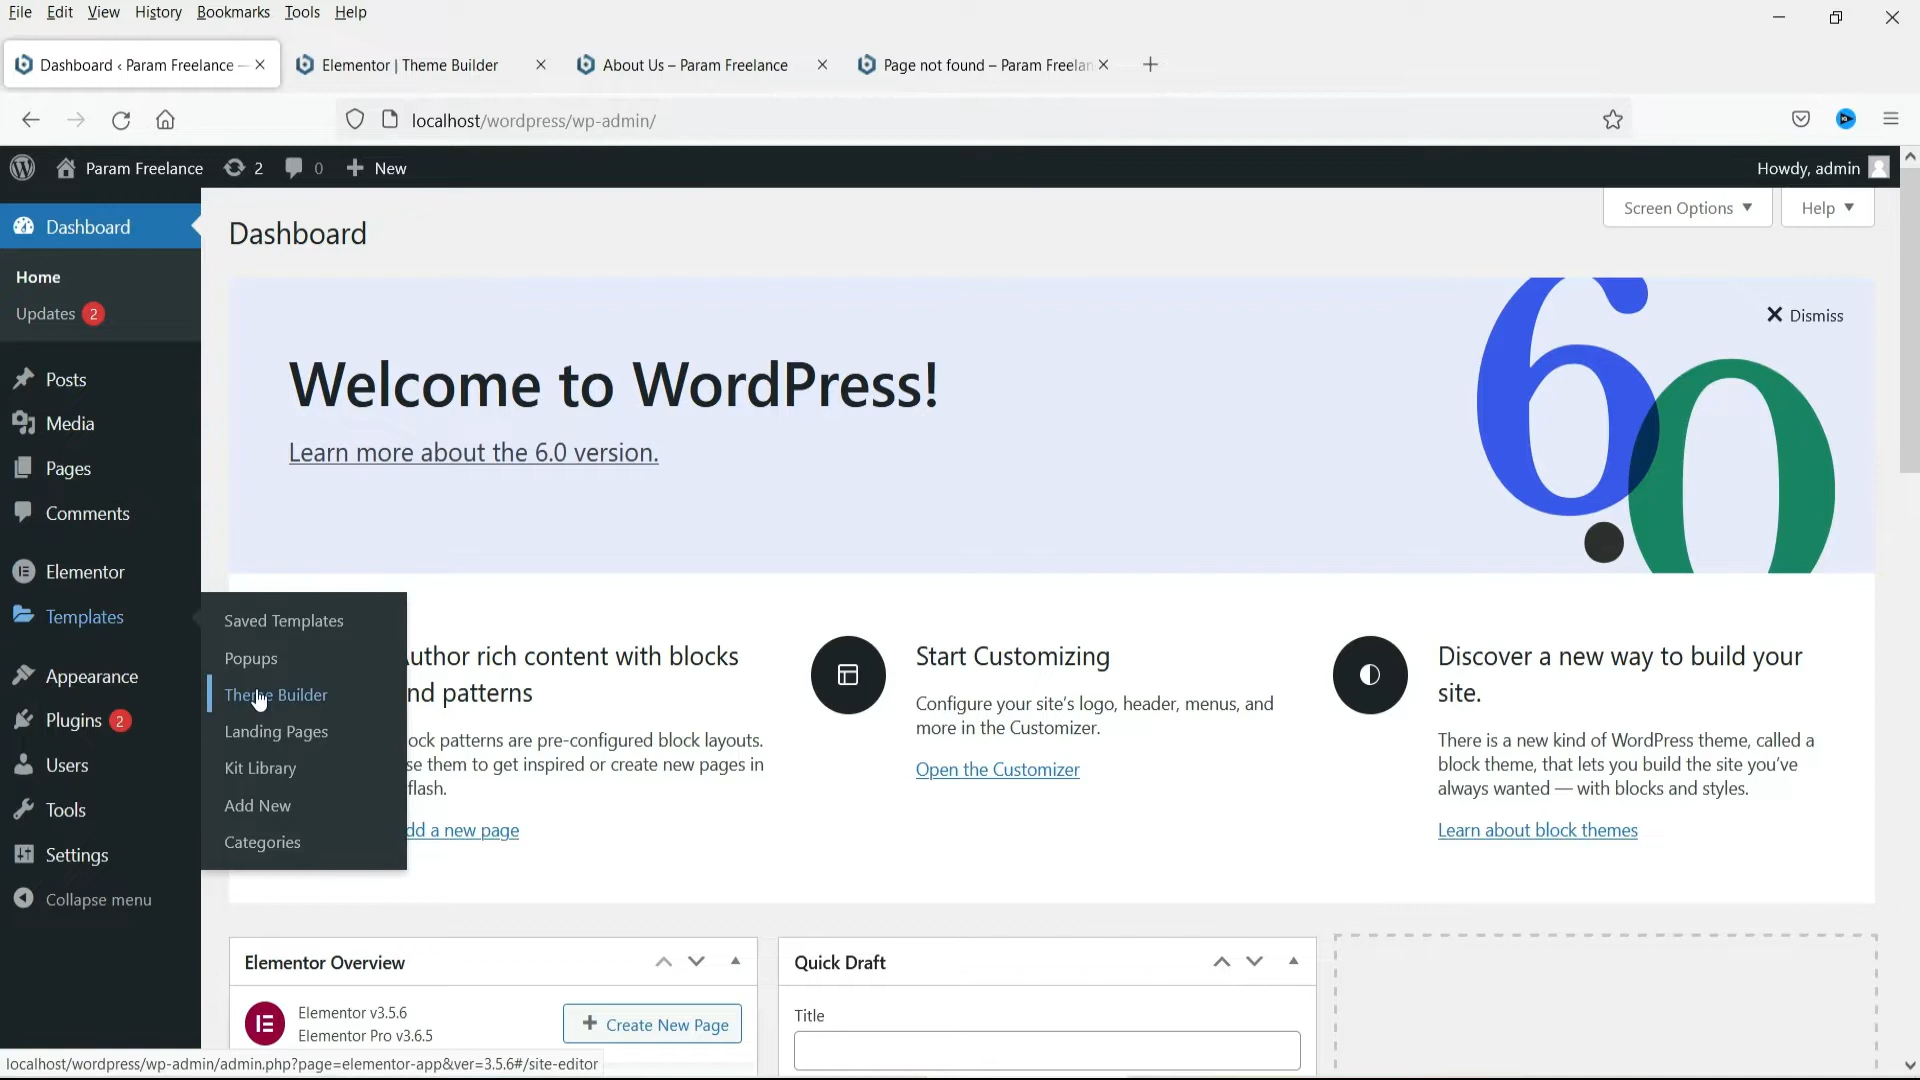 File Edit View History Bookmarks Tools Help
Dashboard ‹ Param Freelance —
Elementor | Theme Builder
About Us – Param Freelance
Page not found – Param Freelan
localhost/wordpress/wp-admin/
Param Freelance 2 0 New
Howdy, admin
Dashboard
Home
Updates 2
Posts
Media
Pages
Comments
Elementor
Templates
Appearance
Plugins 2
Users
Tools
Settings
Collapse menu
Saved Templates
Popups
Theme Builder
Landing Pages
Kit Library
Add New
Categories
Dashboard
Screen Options
Help
Dismiss
Welcome to WordPress!
Learn more about the 6.0 version.
6.0
uthor rich content with blocks
nd patterns
ock patterns are pre-configured block layouts.
se them to get inspired or create new pages in
flash.
dd a new page
Start Customizing
Configure your site's logo, header, menus, and
more in the Customizer.
Open the Customizer
Discover a new way to build your
site.
There is a new kind of WordPress theme, called a
block theme, that lets you build the site you've
always wanted — with blocks and styles.
Learn about block themes
Elementor Overview
Elementor v3.5.6
Elementor Pro v3.6.5
Create New Page
Quick Draft
Title
localhost/wordpress/wp-admin/admin.php?page=elementor-app&ver=3.5.6#/site-editor